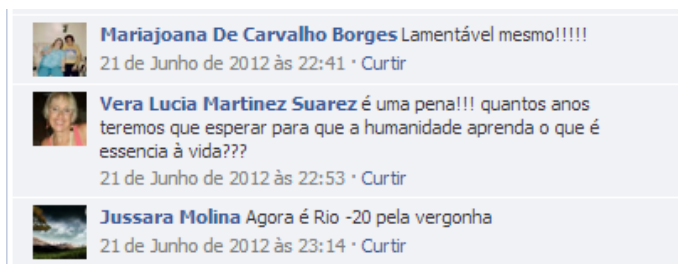 Mariajoana De Carvalho Borges Lamentável mesmo!!!!!
21 de Junho de 2012 às 22:41 · Curtir
Vera Lucia Martinez Suarez é uma pena!!! quantos anos
teremos que esperar para que a humanidade aprenda o que é
essencia à vida???
21 de Junho de 2012 às 22:53 · Curtir
Jussara Molina Agora é Rio -20 pela vergonha
21 de Junho de 2012 às 23:14 · Curtir